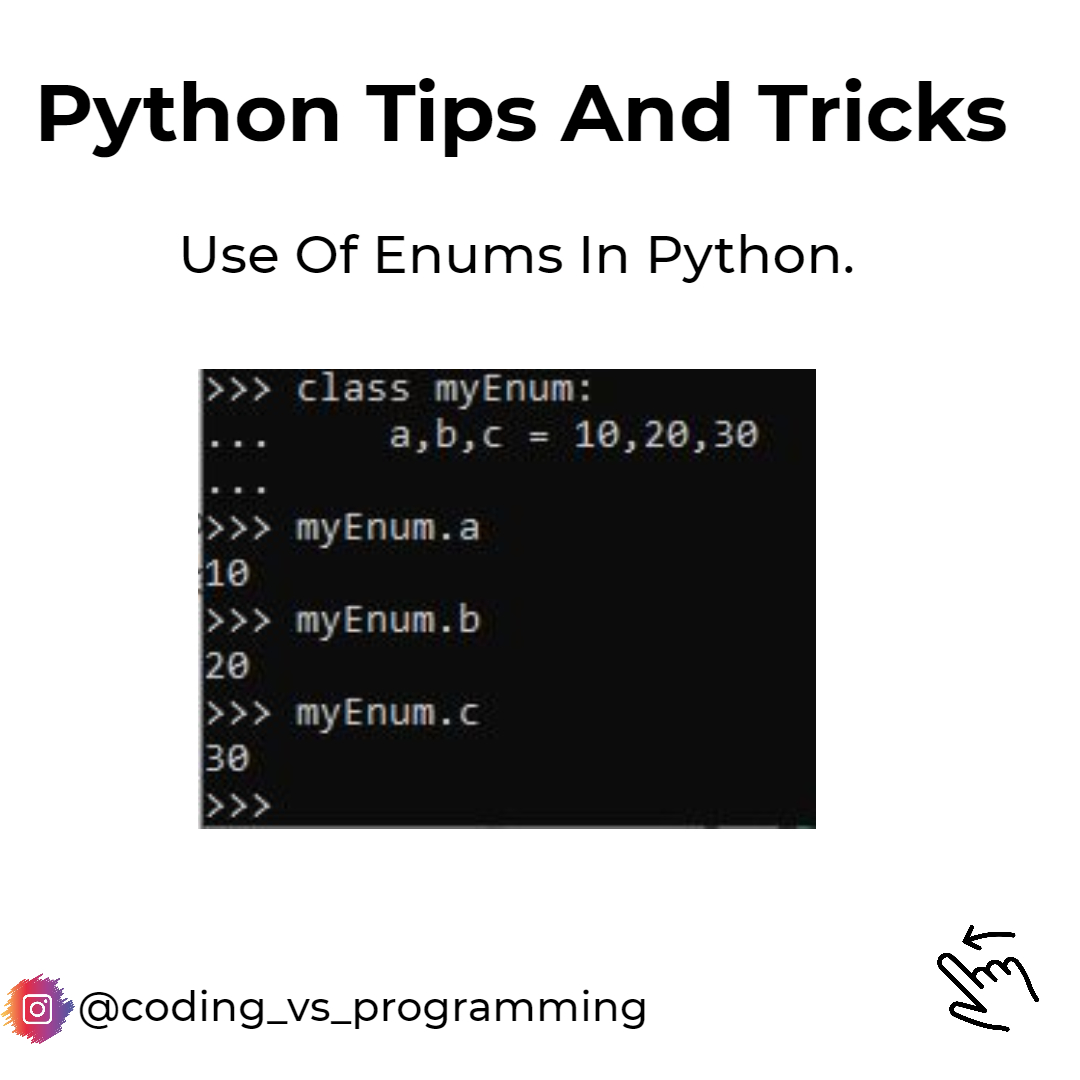 Python Tips And Tricks
Use Of Enums In Python.
>>> class myEnum:
...     a,b,c = 10,20,30
...
>>> myEnum.a
10
>>> myEnum.b
20
>>> myEnum.c
30
>>>
@coding_vs_programming